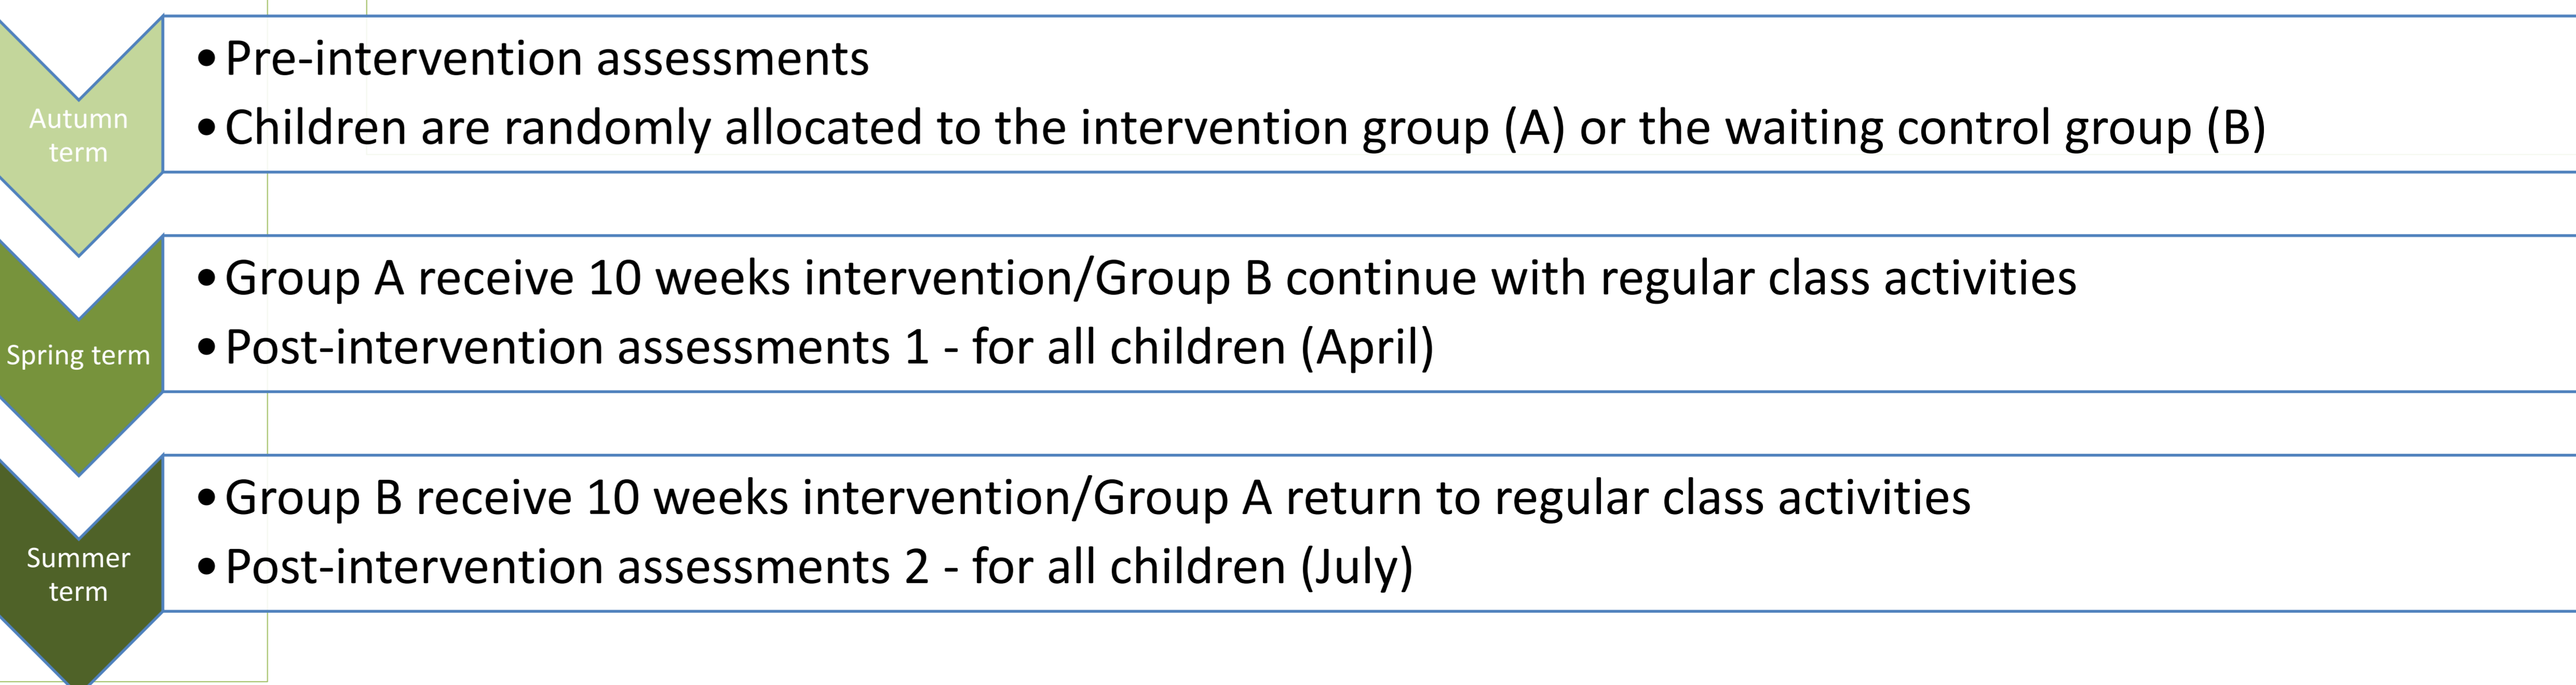 Autumn
term
•Pre-intervention assessments
•Children are randomly allocated to the intervention group (A) or the waiting control group (B)
Spring term
•Group A receive 10 weeks intervention/Group B continue with regular class activities
•Post-intervention assessments 1 - for all children (April)
Summer
term
•Group B receive 10 weeks intervention/Group A return to regular class activities
•Post-intervention assessments 2 - for all children (July)